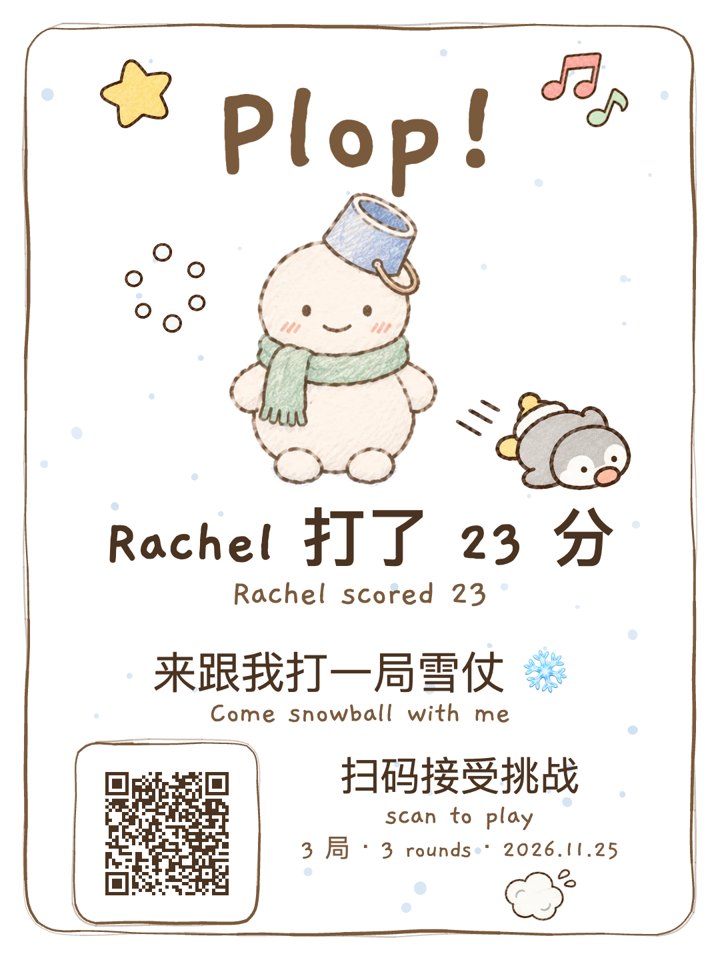 Plop!
Rachel 打了 23 分
Rachel scored 23
来跟我打一局雪仗 ❄️
Come snowball with me
扫码接受挑战
scan to play
3 局 · 3 rounds · 2026.11.25